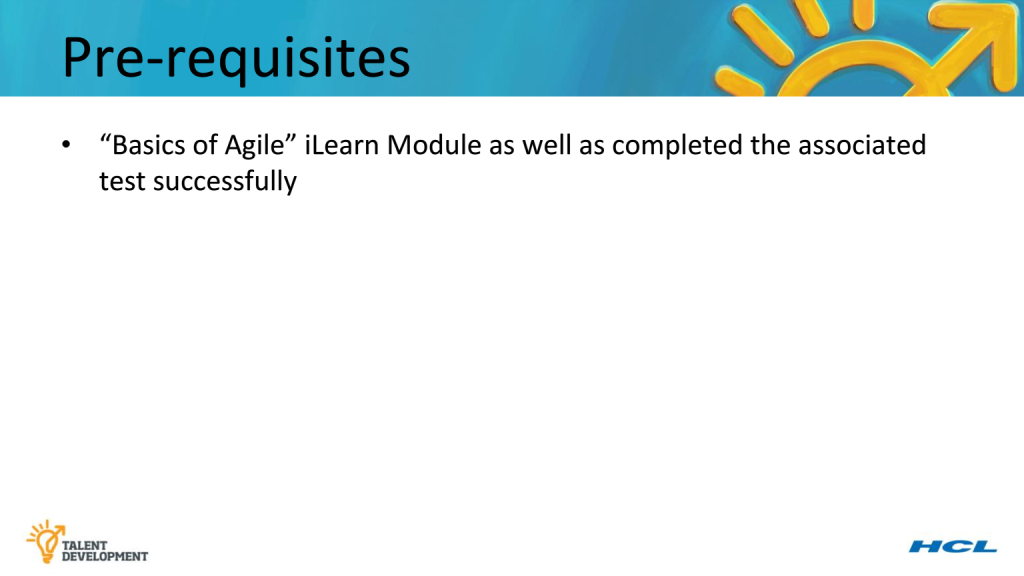 Pre-requisites
• “Basics of Agile” iLearn Module as well as completed the associated
test successfully
TALENT
DEVELOPMENT
HCL